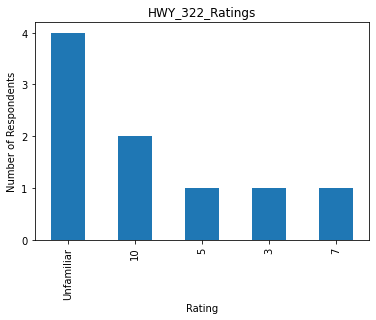 HWY_322_Ratings
Number of Respondents
4
3
2
1
0
Unfamiliar
10
5
3
7
Rating